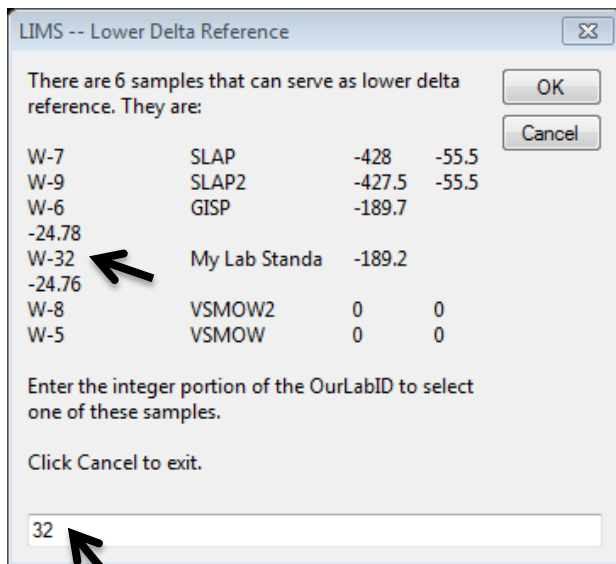 LIMS -- Lower Delta Reference
There are 6 samples that can serve as lower delta
reference. They are:
OK
Cancel
W-7 SLAP -428 -55.5
W-9 SLAP2 -427.5 -55.5
W-6 GISP -189.7
-24.78
W-32 My Lab Standa -189.2
-24.76
W-8 VSMOW2 0 0
W-5 VSMOW 0 0
Enter the integer portion of the OurLabID to select
one of these samples.
Click Cancel to exit.
32